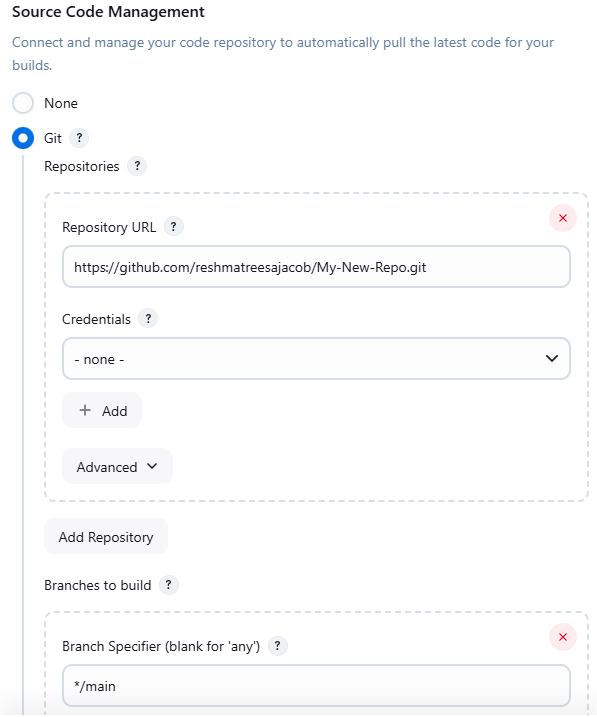 Source Code Management
Connect and manage your code repository to automatically pull the latest code for your
builds.
None
Git ?
Repositories ?
Repository URL ?
https://github.com/reshmatreesajacob/My-New-Repo.git
Credentials ?
- none -
+ Add
Advanced
Add Repository
Branches to build ?
Branch Specifier (blank for 'any') ?
*/main